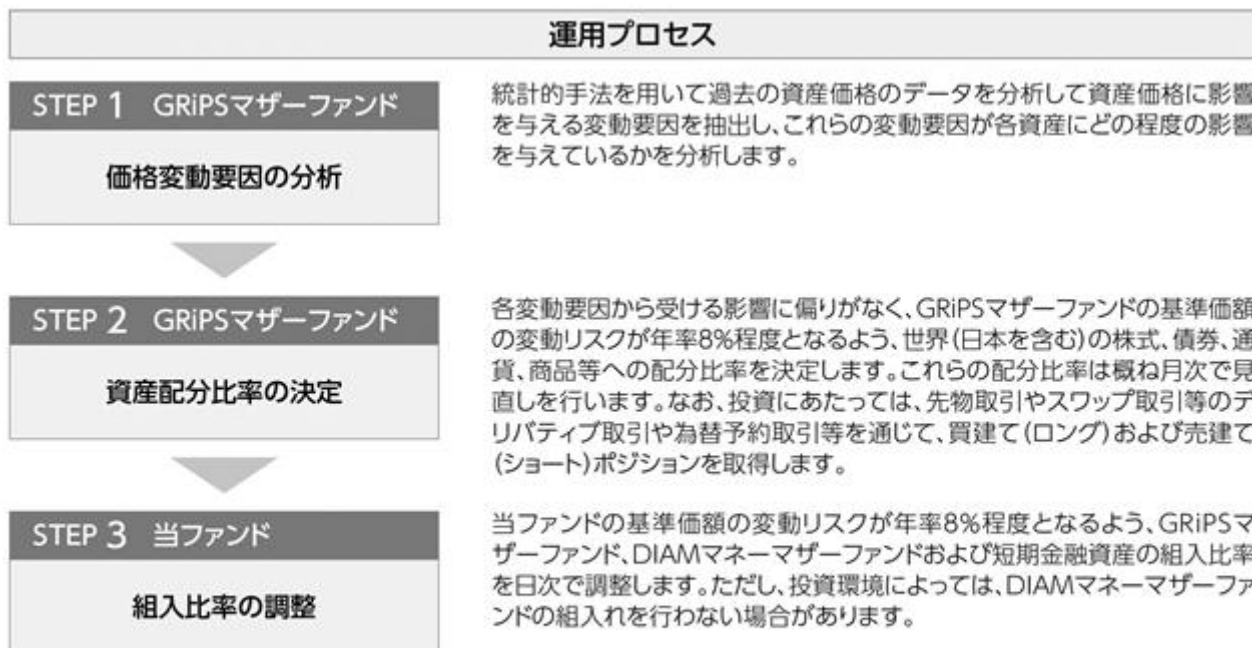 運用プロセス
STEP 1 GRiPSマザーファンド
価格変動要因の分析
統計的手法を用いて過去の資産価格のデータを分析して資産価格に影響
を与える変動要因を抽出し、これらの変動要因が各資産にどの程度の影響
を与えているかを分析します。
STEP 2 GRiPSマザーファンド
資産配分比率の決定
各変動要因から受ける影響に偏りがなく、GRiPSマザーファンドの基準価額
の変動リスクが年率8%程度となるよう、世界(日本を含む)の株式、債券、通
貨、商品等への配分比率を決定します。これらの配分比率は概ね月次で見
直しを行います。なお、投資にあたっては、先物取引やスワップ取引等のデ
リバティブ取引や為替予約取引等を通じて、買建て(ロング)および売建て
(ショート)ポジションを取得します。
STEP 3 当ファンド
組入比率の調整
当ファンドの基準価額の変動リスクが年率8%程度となるよう、GRiPSマ
ザーファンド、DIAMマネーマザーファンドおよび短期金融資産の組入比率
を日次で調整します。ただし、投資環境によっては、DIAMマネーマザーファ
ンドの組入れを行わない場合があります。